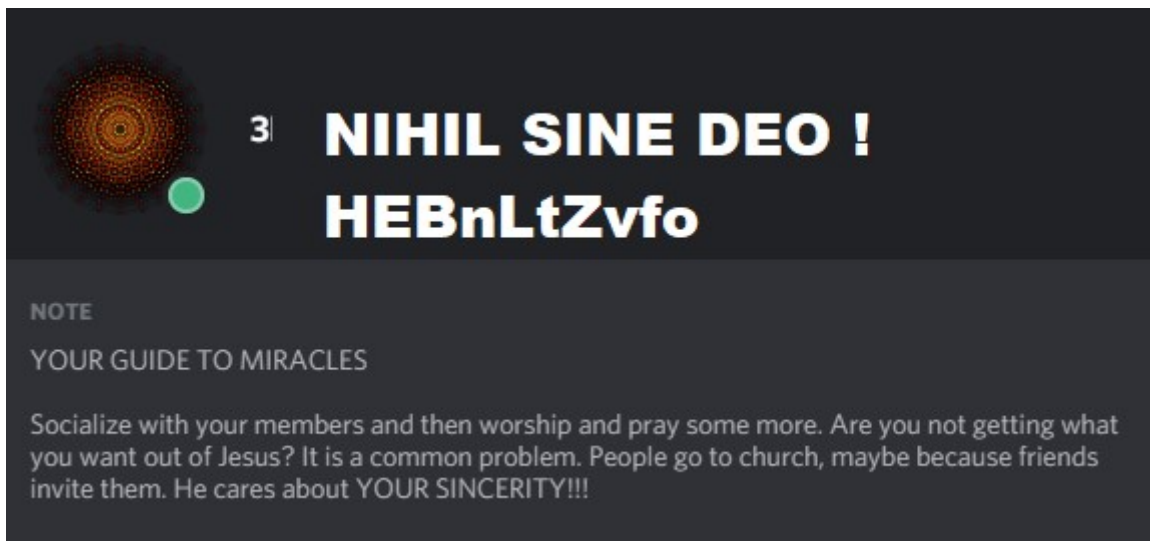 3
NIHIL SINE DEO !
HEBnLtZvfo
NOTE
YOUR GUIDE TO MIRACLES
Socialize with your members and then worship and pray some more. Are you not getting what
you want out of Jesus? It is a common problem. People go to church, maybe because friends
invite them. He cares about YOUR SINCERITY!!!